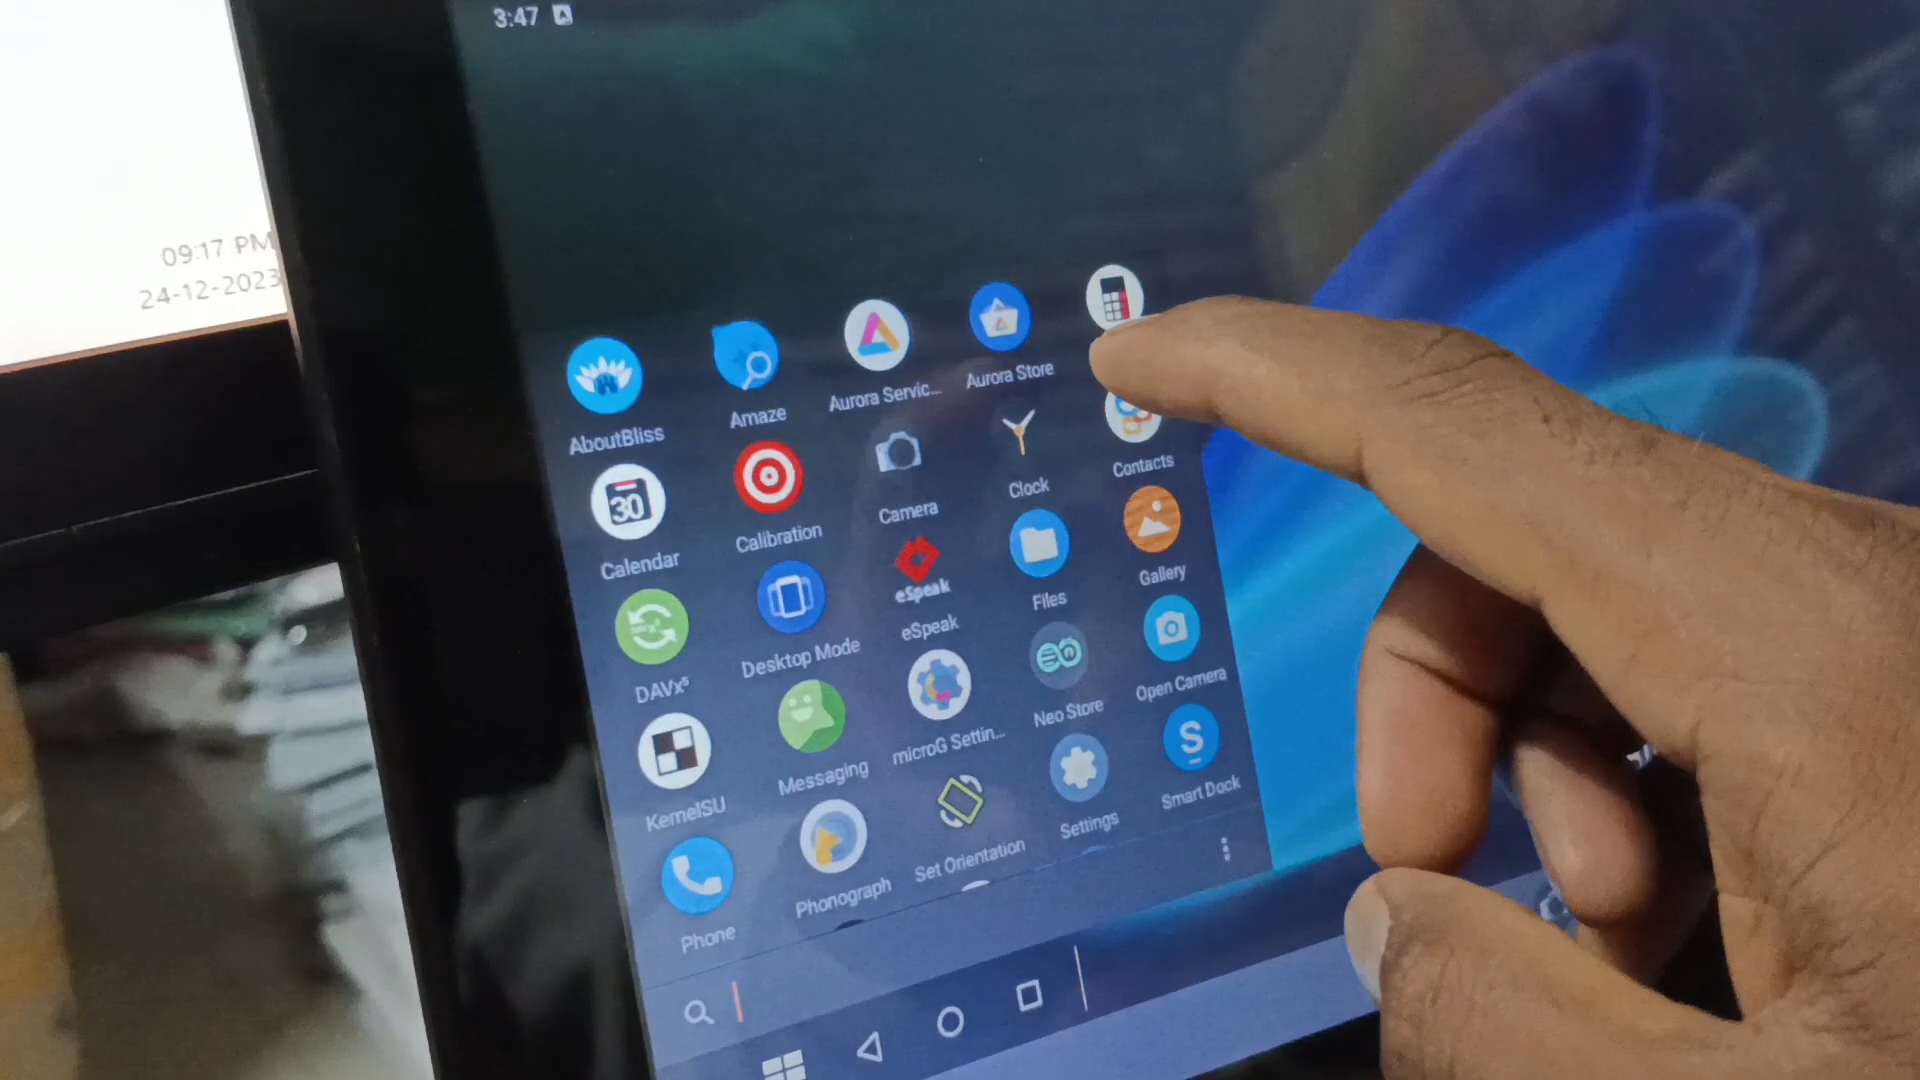 3:47
09:17 PM
24-12-2023
AboutBliss
Amaze
Aurora Servic...
Aurora Store
30
Calendar
Calibration
Camera
Clock
Contacts
DAVx⁵
Desktop Mode
eSpeak
eSpeak
Files
Gallery
KernelSU
Messaging
microG Settin...
Neo Store
Open Camera
Phone
Phonograph
Set Orientation
Settings
S
Smart Dock